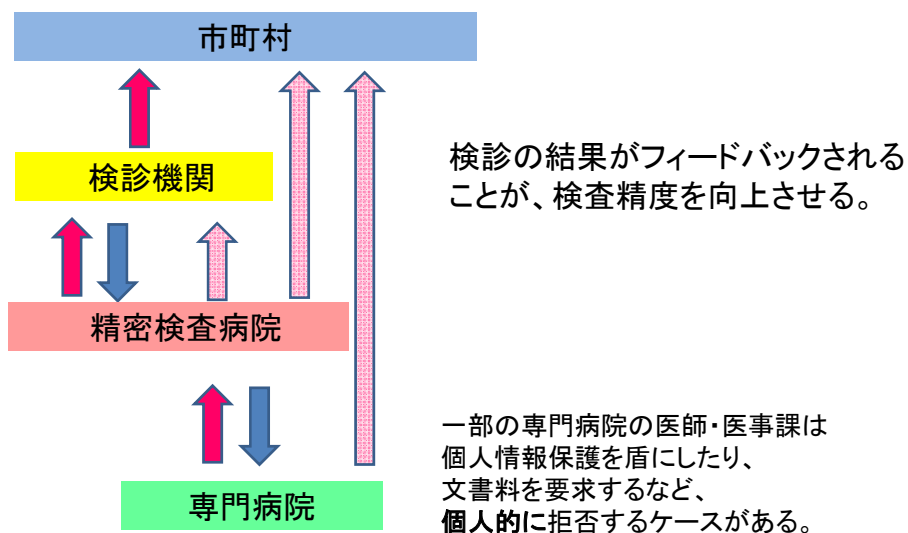 市町村
検診機関
検診の結果がフィードバックされる
ことが、検査精度を向上させる。
精密検査病院
一部の専門病院の医師・医事課は
個人情報保護を盾にしたり、
文書料を要求するなど、
個人的に拒否するケースがある。
専門病院